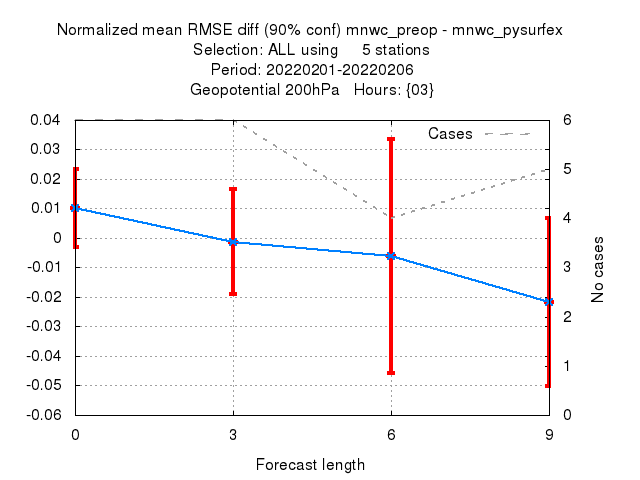 Normalized mean RMSE diff (90% conf) mnwc_preop - mnwc_pysurfex
Selection: ALL using 5 stations
Period: 20220201-20220206
Geopotential 200hPa Hours: {03}
Cases
0.04
0.03
0.02
0.01
0
-0.01
-0.02
-0.03
-0.04
-0.05
-0.06
6
5
4
3
2
1
0
No cases
0 3 6 9
Forecast length